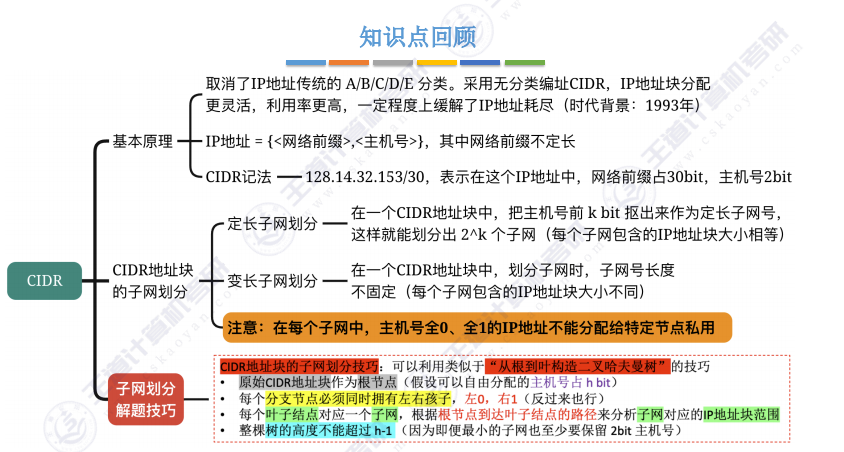 知识点回顾
取消了IP地址传统的 A/B/C/D/E 分类。采用无分类编址CIDR，IP地址块分配
更灵活，利用率更高，一定程度上缓解了IP地址耗尽（时代背景：1993年）
基本原理
IP地址 = {<网络前缀>,<主机号>}，其中网络前缀不定长
CIDR记法
128.14.32.153/30，表示在这个IP地址中，网络前缀占30bit，主机号2bit
定长子网划分
在一个CIDR地址块中，把主机号前 k bit 抠出来作为定长子网号，
这样就能划分出 2^k 个子网（每个子网包含的IP地址块大小相等）
CIDR
CIDR地址块
的子网划分
变长子网划分
在一个CIDR地址块中，划分子网时，子网号长度
不固定（每个子网包含的IP地址块大小不同）
注意：在每个子网中，主机号全0、全1的IP地址不能分配给特定节点私用
子网划分
解题技巧
CIDR地址块的子网划分技巧：可以利用类似于“从根到叶构造二叉哈夫曼树”的技巧
• 原始CIDR地址块作为根节点（假设可以自由分配的主机号占 h bit）
• 每个分支节点必须同时拥有左右孩子，左0，右1（反过来也行）
• 每个叶子结点对应一个子网，根据根节点到达叶子结点的路径来分析子网对应的IP地址块范围
• 整棵树的高度不能超过 h-1 （因为即便最小的子网也至少要保留 2bit 主机号）
王道计算机考研
www.cskaoyan.com